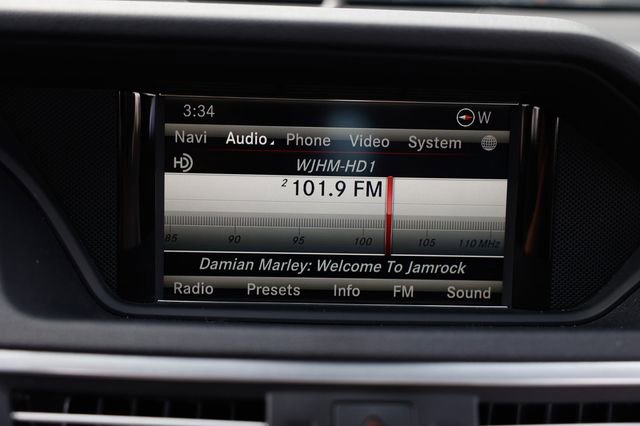 3:34 W
Navi Audio Phone Video System
HD WJHM-HD1
2 101.9 FM
85 90 95 100 105 110 MHz
Damian Marley: Welcome To Jamrock
Radio Presets Info FM Sound